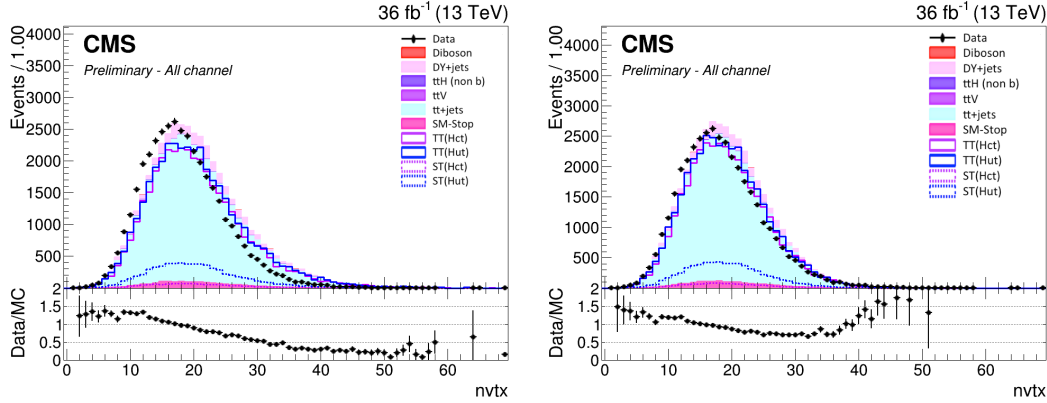 36 fb-1 (13 TeV)
Events / 1.00
4000
3500
3000
2500
2000
1500
1000
500
CMS
Preliminary - All channel
Data
Diboson
DY+jets
ttH (non b)
ttV
tt+jets
SM-Stop
TT(Hct)
TT(Hut)
ST(Hct)
ST(Hut)
Data/MC
2
1.5
1
0.5
0
0 10 20 30 40 50 60
nvtx
36 fb-1 (13 TeV)
Events / 1.00
4000
3500
3000
2500
2000
1500
1000
500
CMS
Preliminary - All channel
Data
Diboson
DY+jets
ttH (non b)
ttV
tt+jets
SM-Stop
TT(Hct)
TT(Hut)
ST(Hct)
ST(Hut)
Data/MC
2
1.5
1
0.5
0
0 10 20 30 40 50 60
nvtx